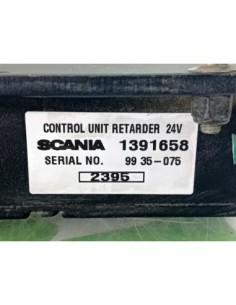 CONTROL UNIT RETARDER 24V
SCANIA 1391658
SERIAL NO. 99 35-075
2395